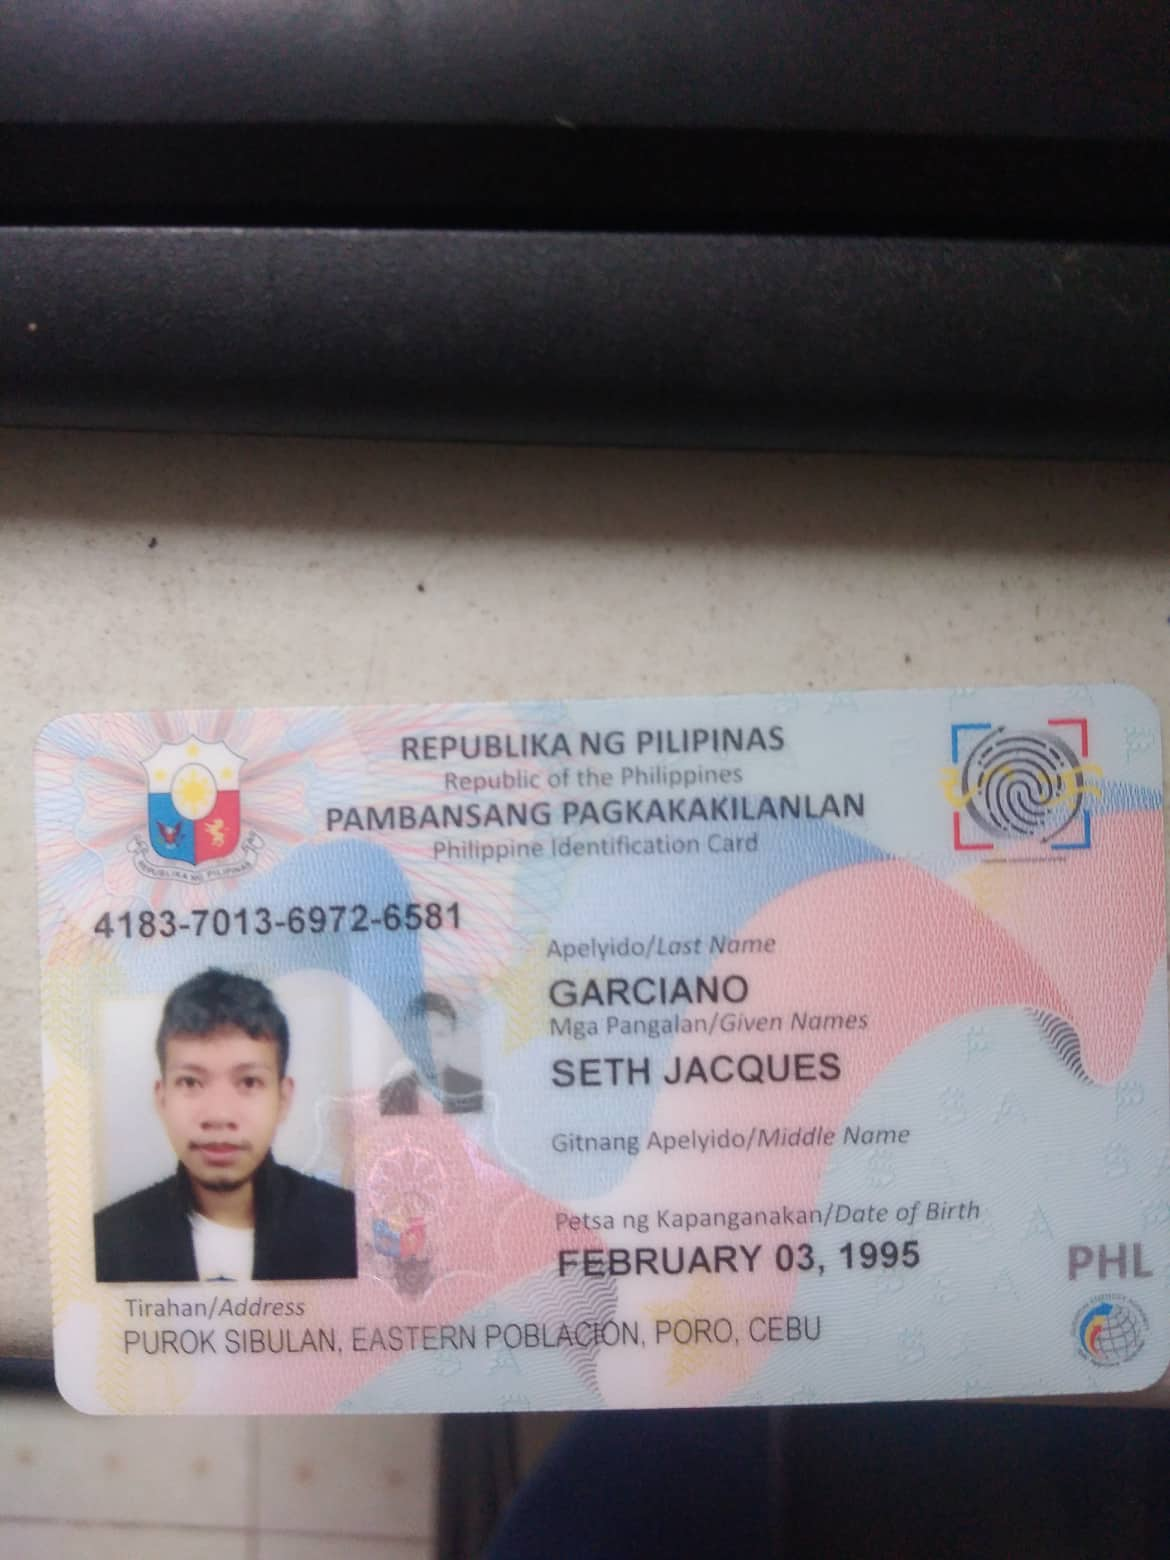 REPUBLIKA NG PILIPINAS
Republic of the Philippines
PAMBANSANG PAGKAKAKILANLAN
Philippine Identification Card
REPUBLIKA NG PILIPINAS
4183-7013-6972-6581
Apelyido/Last Name
GARCIANO
Mga Pangalan/Given Names
SETH JACQUES
Gitnang Apelyido/Middle Name
Petsa ng Kapanganakan/Date of Birth
FEBRUARY 03, 1995
PHL
Tirahan/Address
PUROK SIBULAN, EASTERN POBLACION, PORO, CEBU